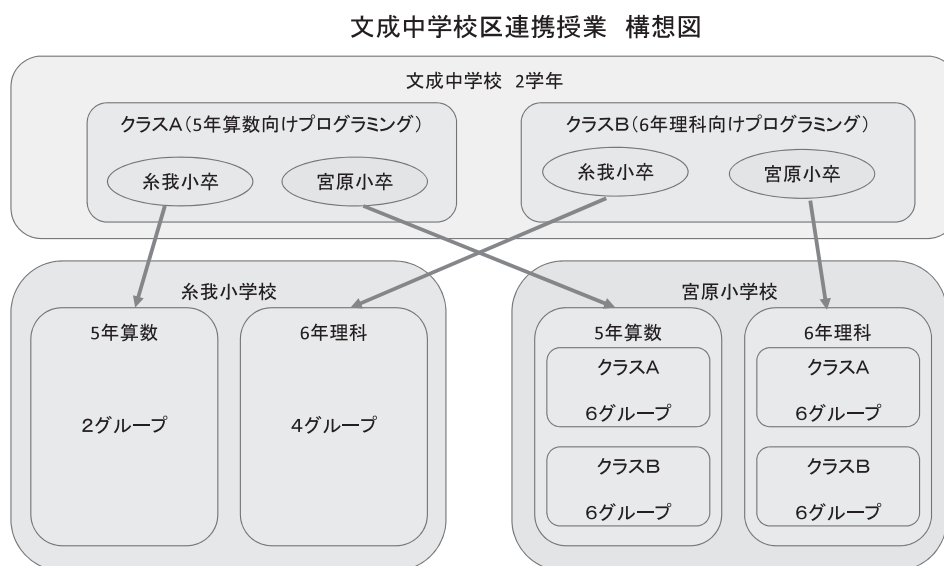 文成中学校区連携授業 構想図
文成中学校 2学年
クラスA(5年算数向けプログラミング)
糸我小卒
宮原小卒
クラスB(6年理科向けプログラミング)
糸我小卒
宮原小卒
糸我小学校
5年算数
2グループ
6年理科
4グループ
宮原小学校
5年算数
クラスA
6グループ
クラスB
6グループ
6年理科
クラスA
6グループ
クラスB
6グループ